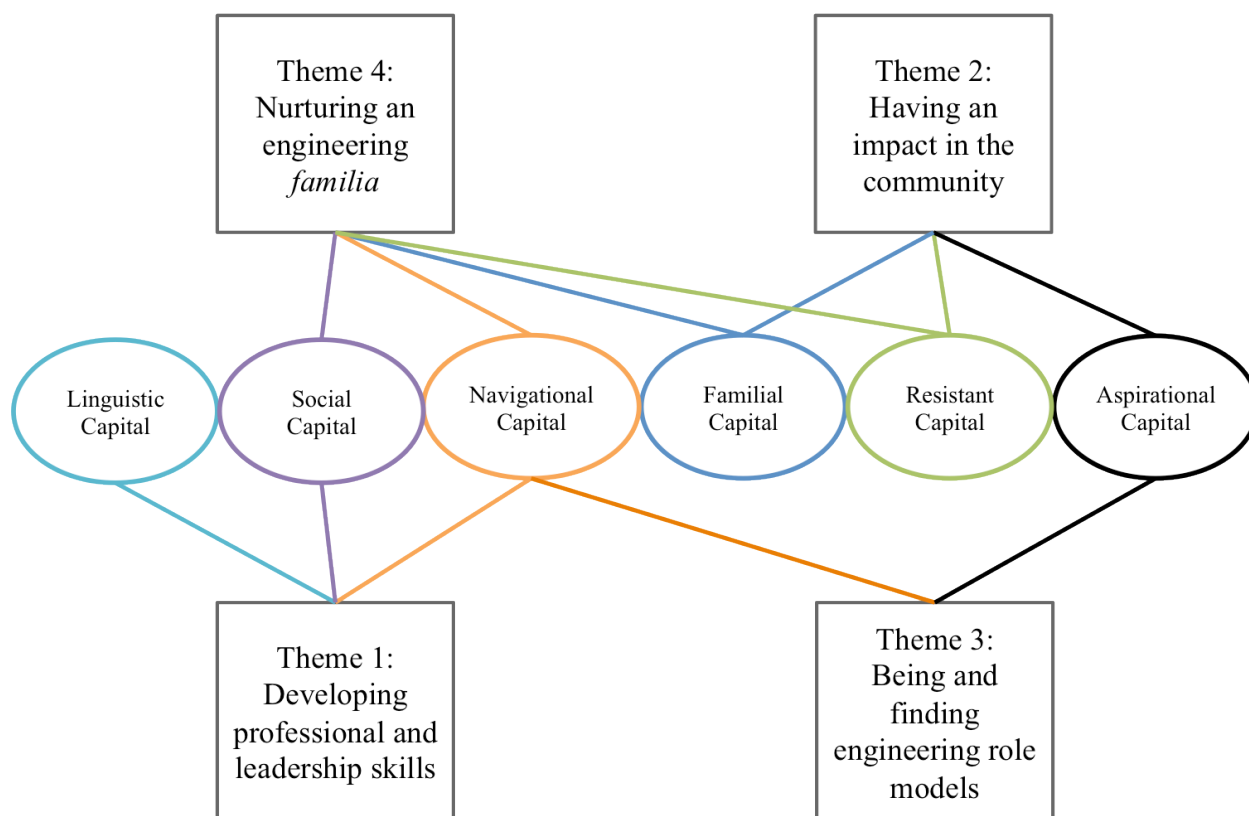 Theme 4:
Nurturing an
engineering
familia
Theme 2:
Having an
impact in the
community
Linguistic
Capital
Social
Capital
Navigational
Capital
Familial
Capital
Resistant
Capital
Aspirational
Capital
Theme 1:
Developing
professional and
leadership skills
Theme 3:
Being and
finding
engineering role
models